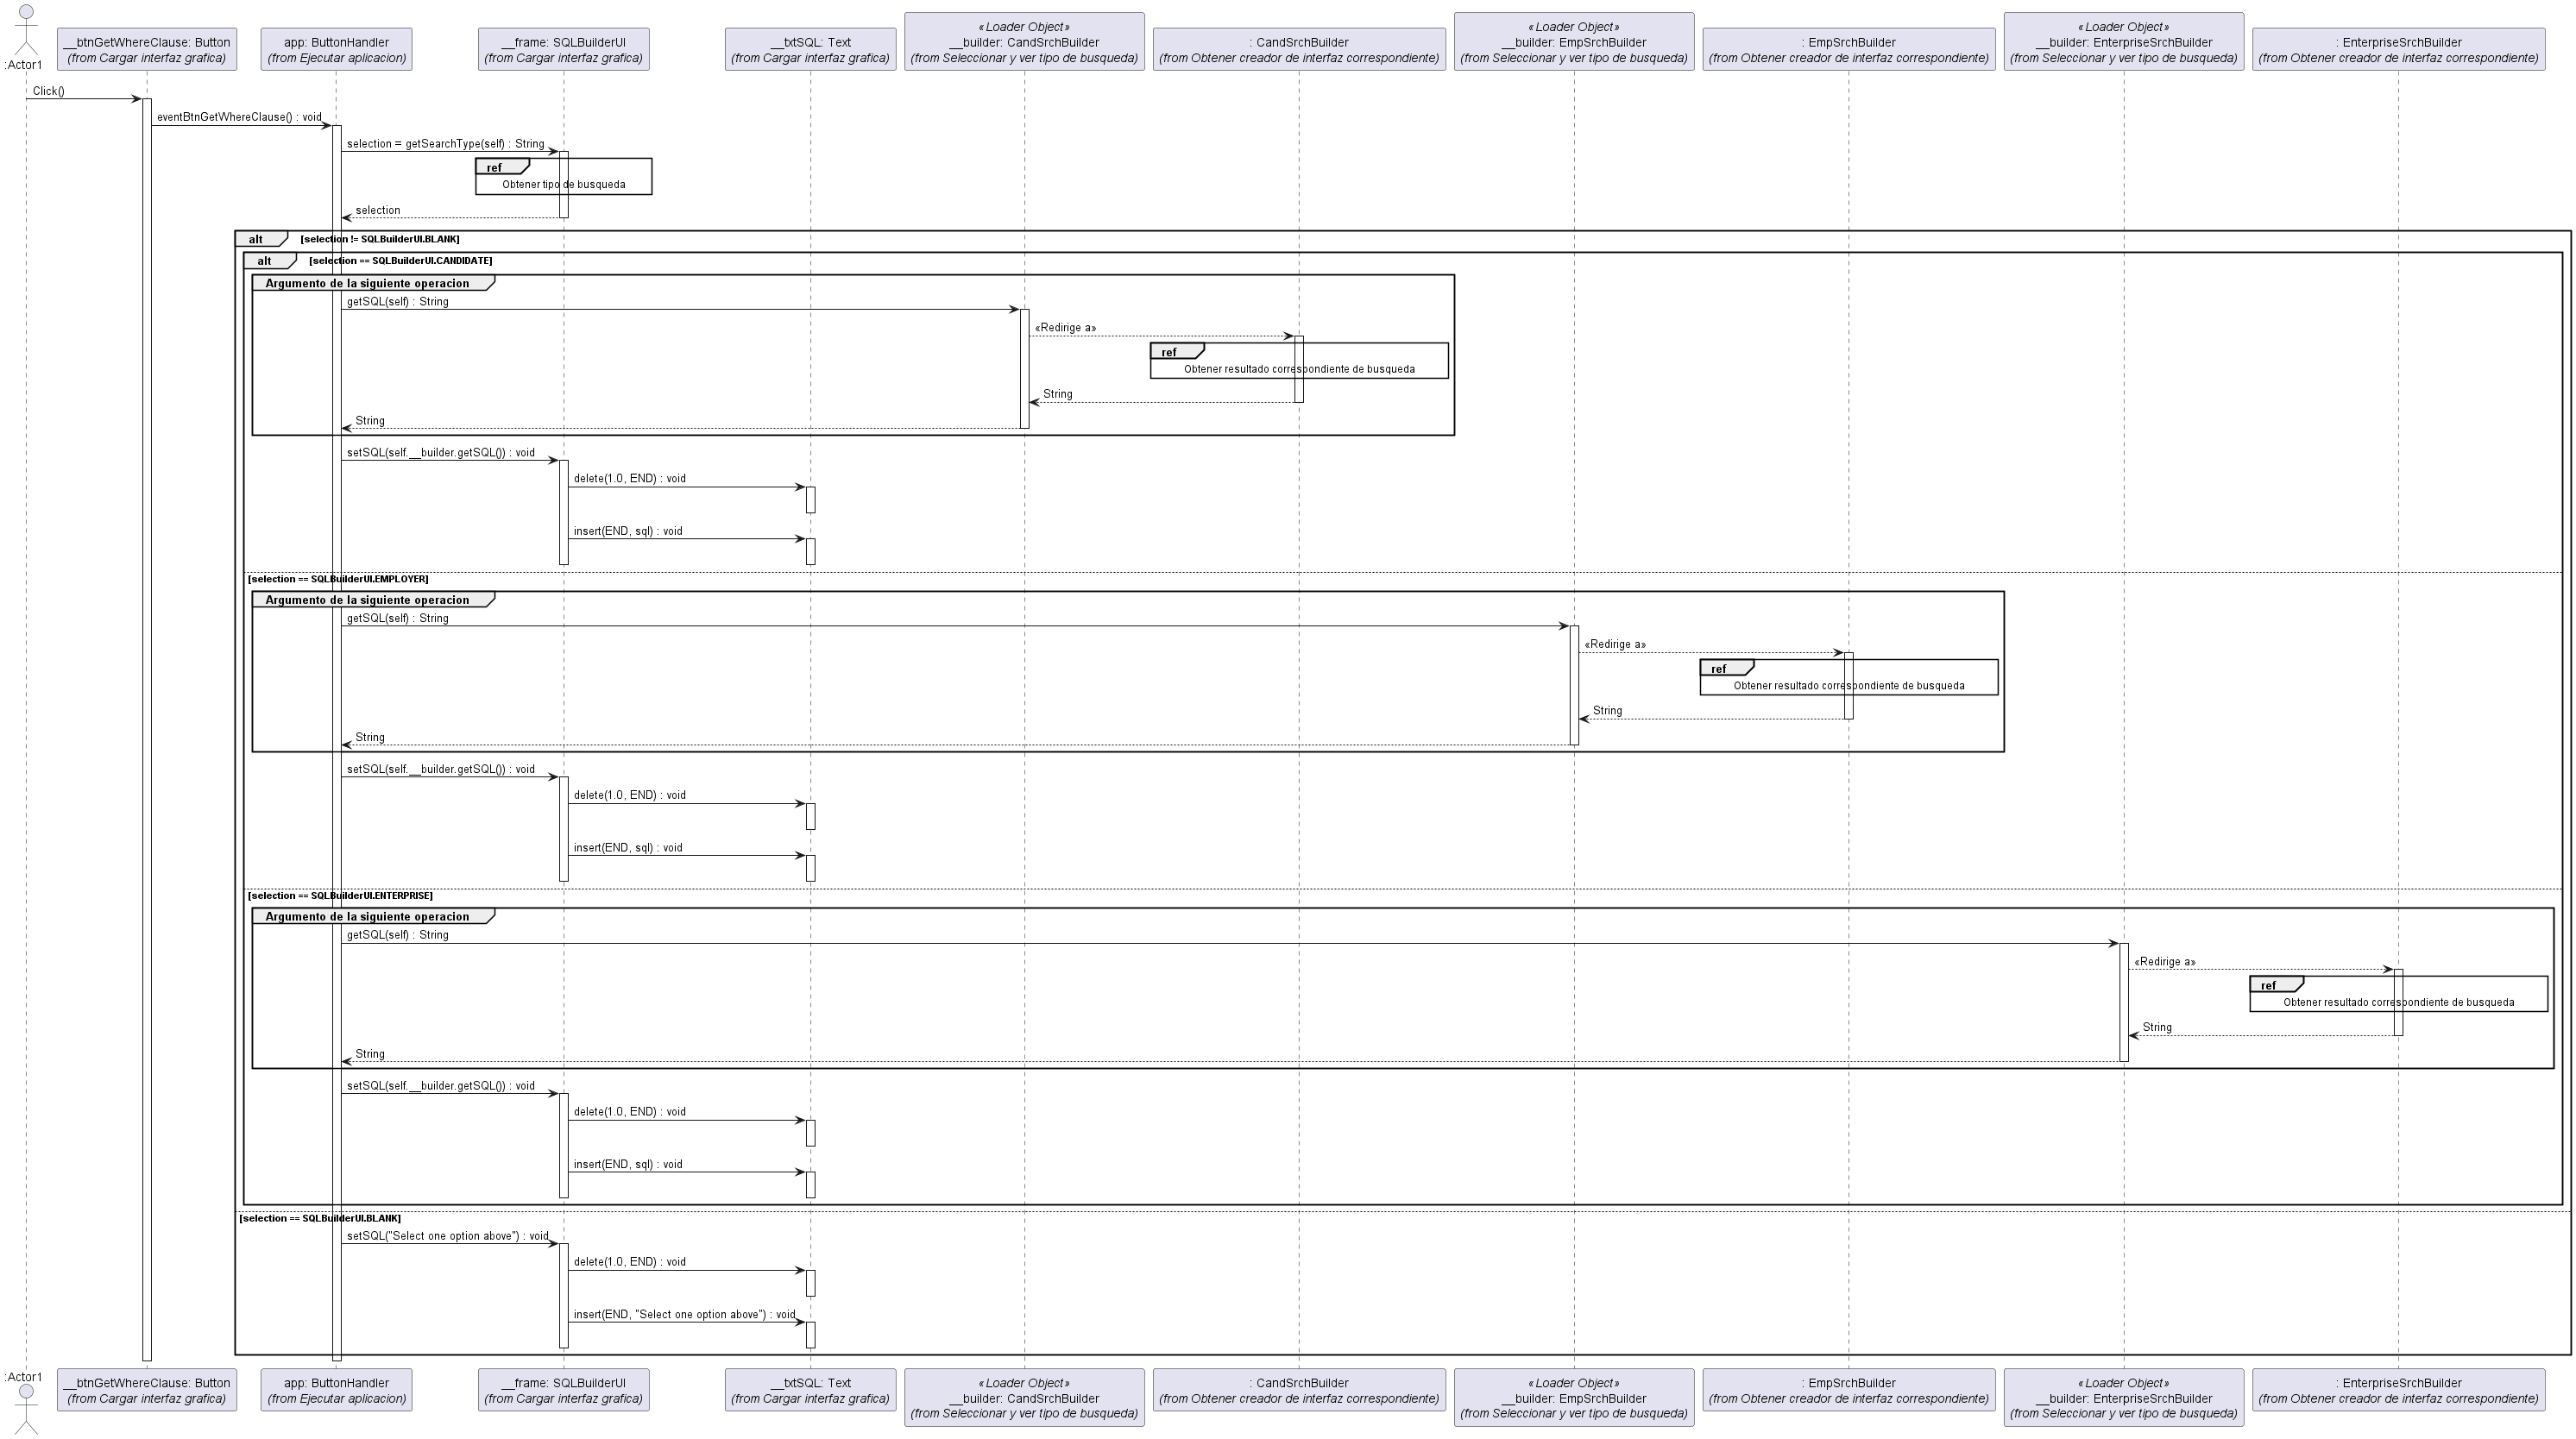 :Actor1
__btnGetWhereClause: Button
(from Cargar interfaz grafica)
app: ButtonHandler
(from Ejecutar aplicacion)
__frame: SQLBuilderUI
(from Cargar interfaz grafica)
__txtSQL: Text
(from Cargar interfaz grafica)
«Loader Object»
__builder: CandSrchBuilder
(from Seleccionar y ver tipo de busqueda)
: CandSrchBuilder
(from Obtener creador de interfaz correspondiente)
«Loader Object»
__builder: EmpSrchBuilder
(from Seleccionar y ver tipo de busqueda)
: EmpSrchBuilder
(from Obtener creador de interfaz correspondiente)
«Loader Object»
__builder: EnterpriseSrchBuilder
(from Seleccionar y ver tipo de busqueda)
: EnterpriseSrchBuilder
(from Obtener creador de interfaz correspondiente)
Click()
eventBtnGetWhereClause() : void
selection = getSearchType(self) : String
ref
Obtener tipo de busqueda
selection
alt [selection != SQLBuilderUI.BLANK]
alt [selection == SQLBuilderUI.CANDIDATE]
Argumento de la siguiente operacion
getSQL(self) : String
«Redirige a»
ref
Obtener resultado correspondiente de busqueda
String
String
setSQL(self.__builder.getSQL()) : void
delete(1.0, END) : void
insert(END, sql) : void
[selection == SQLBuilderUI.EMPLOYER]
Argumento de la siguiente operacion
getSQL(self) : String
«Redirige a»
ref
Obtener resultado correspondiente de busqueda
String
String
setSQL(self.__builder.getSQL()) : void
delete(1.0, END) : void
insert(END, sql) : void
[selection == SQLBuilderUI.ENTERPRISE]
Argumento de la siguiente operacion
getSQL(self) : String
«Redirige a»
ref
Obtener resultado correspondiente de busqueda
String
String
setSQL(self.__builder.getSQL()) : void
delete(1.0, END) : void
insert(END, sql) : void
[selection == SQLBuilderUI.BLANK]
setSQL("Select one option above") : void
delete(1.0, END) : void
insert(END, "Select one option above") : void
:Actor1
__btnGetWhereClause: Button
(from Cargar interfaz grafica)
app: ButtonHandler
(from Ejecutar aplicacion)
__frame: SQLBuilderUI
(from Cargar interfaz grafica)
__txtSQL: Text
(from Cargar interfaz grafica)
«Loader Object»
__builder: CandSrchBuilder
(from Seleccionar y ver tipo de busqueda)
: CandSrchBuilder
(from Obtener creador de interfaz correspondiente)
«Loader Object»
__builder: EmpSrchBuilder
(from Seleccionar y ver tipo de busqueda)
: EmpSrchBuilder
(from Obtener creador de interfaz correspondiente)
«Loader Object»
__builder: EnterpriseSrchBuilder
(from Seleccionar y ver tipo de busqueda)
: EnterpriseSrchBuilder
(from Obtener creador de interfaz correspondiente)